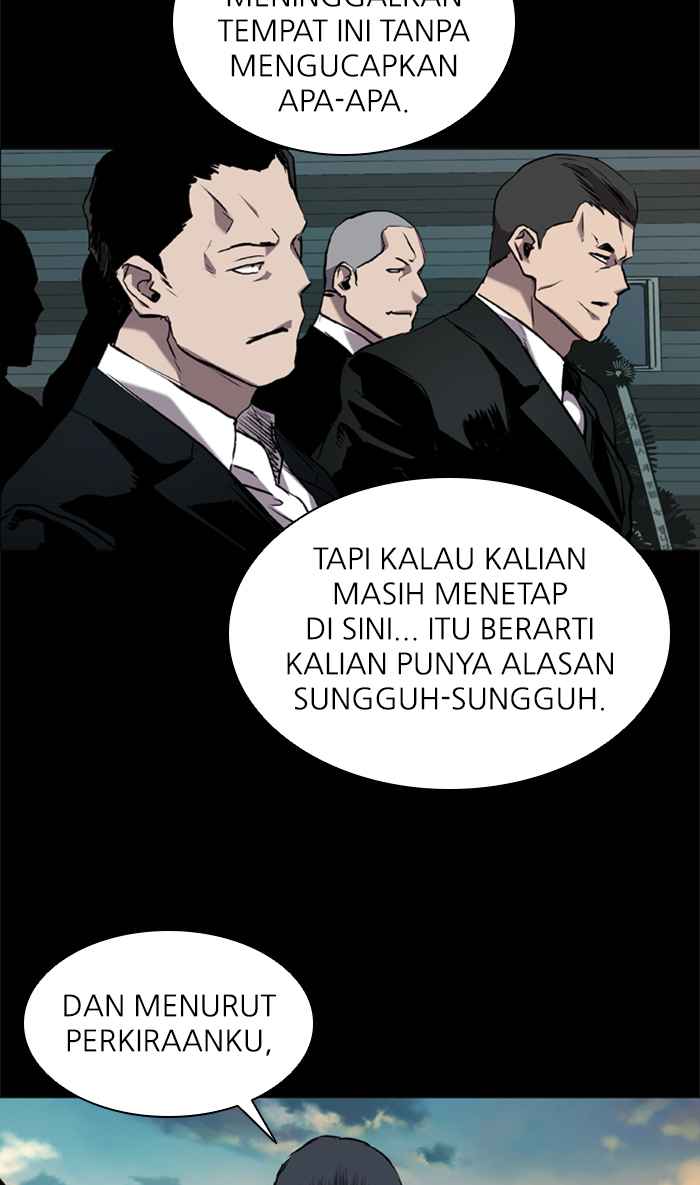 MENINGGALKAN
TEMPAT INI TANPA
MENGUCAPKAN
APA-APA.
TAPI KALAU KALIAN
MASIH MENETAP
DI SINI... ITU BERARTI
KALIAN PUNYA ALASAN
SUNGGUH-SUNGGUH.
DAN MENURUT
PERKIRAANKU,